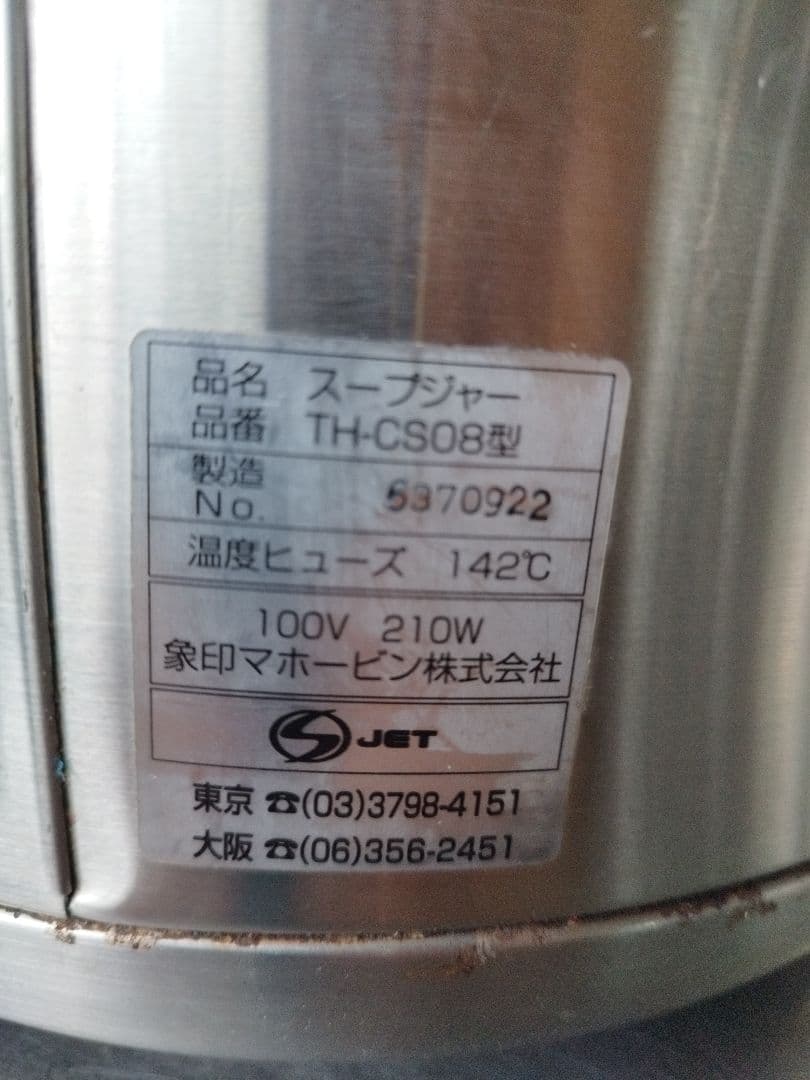 品名 スープジャー
品番 TH-CS08型
製造
No. 6370922
温度ヒューズ 142℃
100V 210W
象印マホービン株式会社
S JET
東京 ☎(03)3798-4151
大阪 ☎(06)356-2451